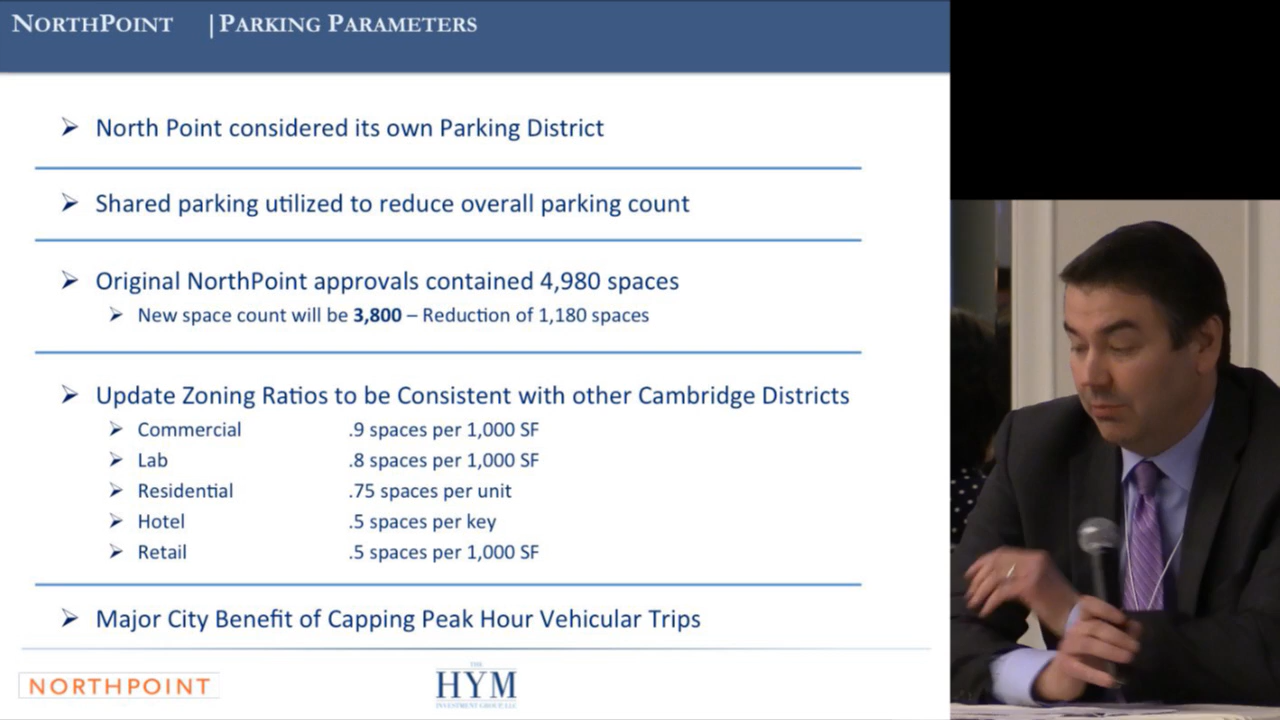 NORTHPOINT | PARKING PARAMETERS
North Point considered its own Parking District
Shared parking utilized to reduce overall parking count
Original NorthPoint approvals contained 4,980 spaces
New space count will be 3,800 – Reduction of 1,180 spaces
Update Zoning Ratios to be Consistent with other Cambridge Districts
Commercial .9 spaces per 1,000 SF
Lab .8 spaces per 1,000 SF
Residential .75 spaces per unit
Hotel .5 spaces per key
Retail .5 spaces per 1,000 SF
Major City Benefit of Capping Peak Hour Vehicular Trips
NORTHPOINT
THE
HYM
INVESTMENT GROUP, LLC